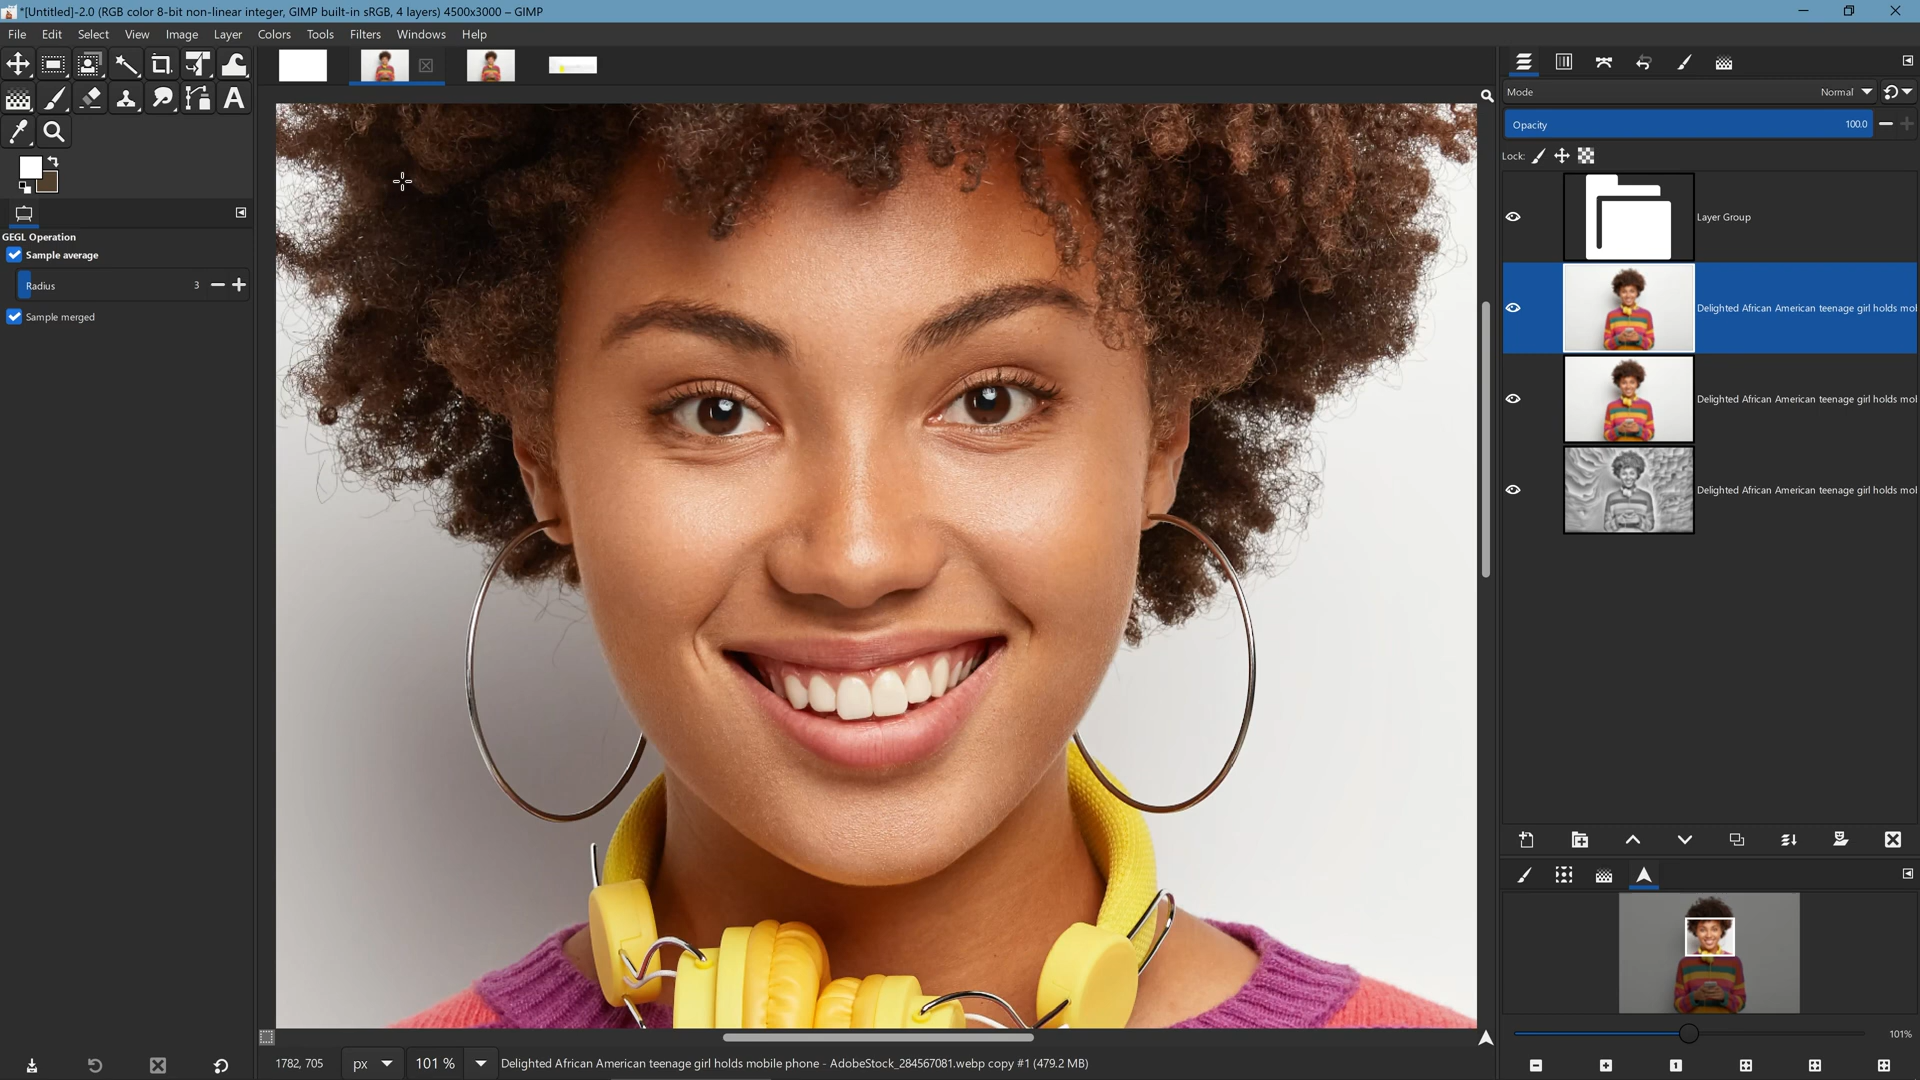 *[Untitled]-2.0 (RGB color 8-bit non-linear integer, GIMP built-in sRGB, 4 layers) 4500x3000 – GIMP
File Edit Select View Image Layer Colors Tools Filters Windows Help
Mode Normal
Opacity 100.0
Lock:
GEGL Operation
Sample average
Radius 3
Sample merged
Layer Group
Delighted African American teenage girl holds mol
Delighted African American teenage girl holds mol
Delighted African American teenage girl holds mol
101%
1782, 705 px 101 % Delighted African American teenage girl holds mobile phone - AdobeStock_284567081.webp copy #1 (479.2 MB)